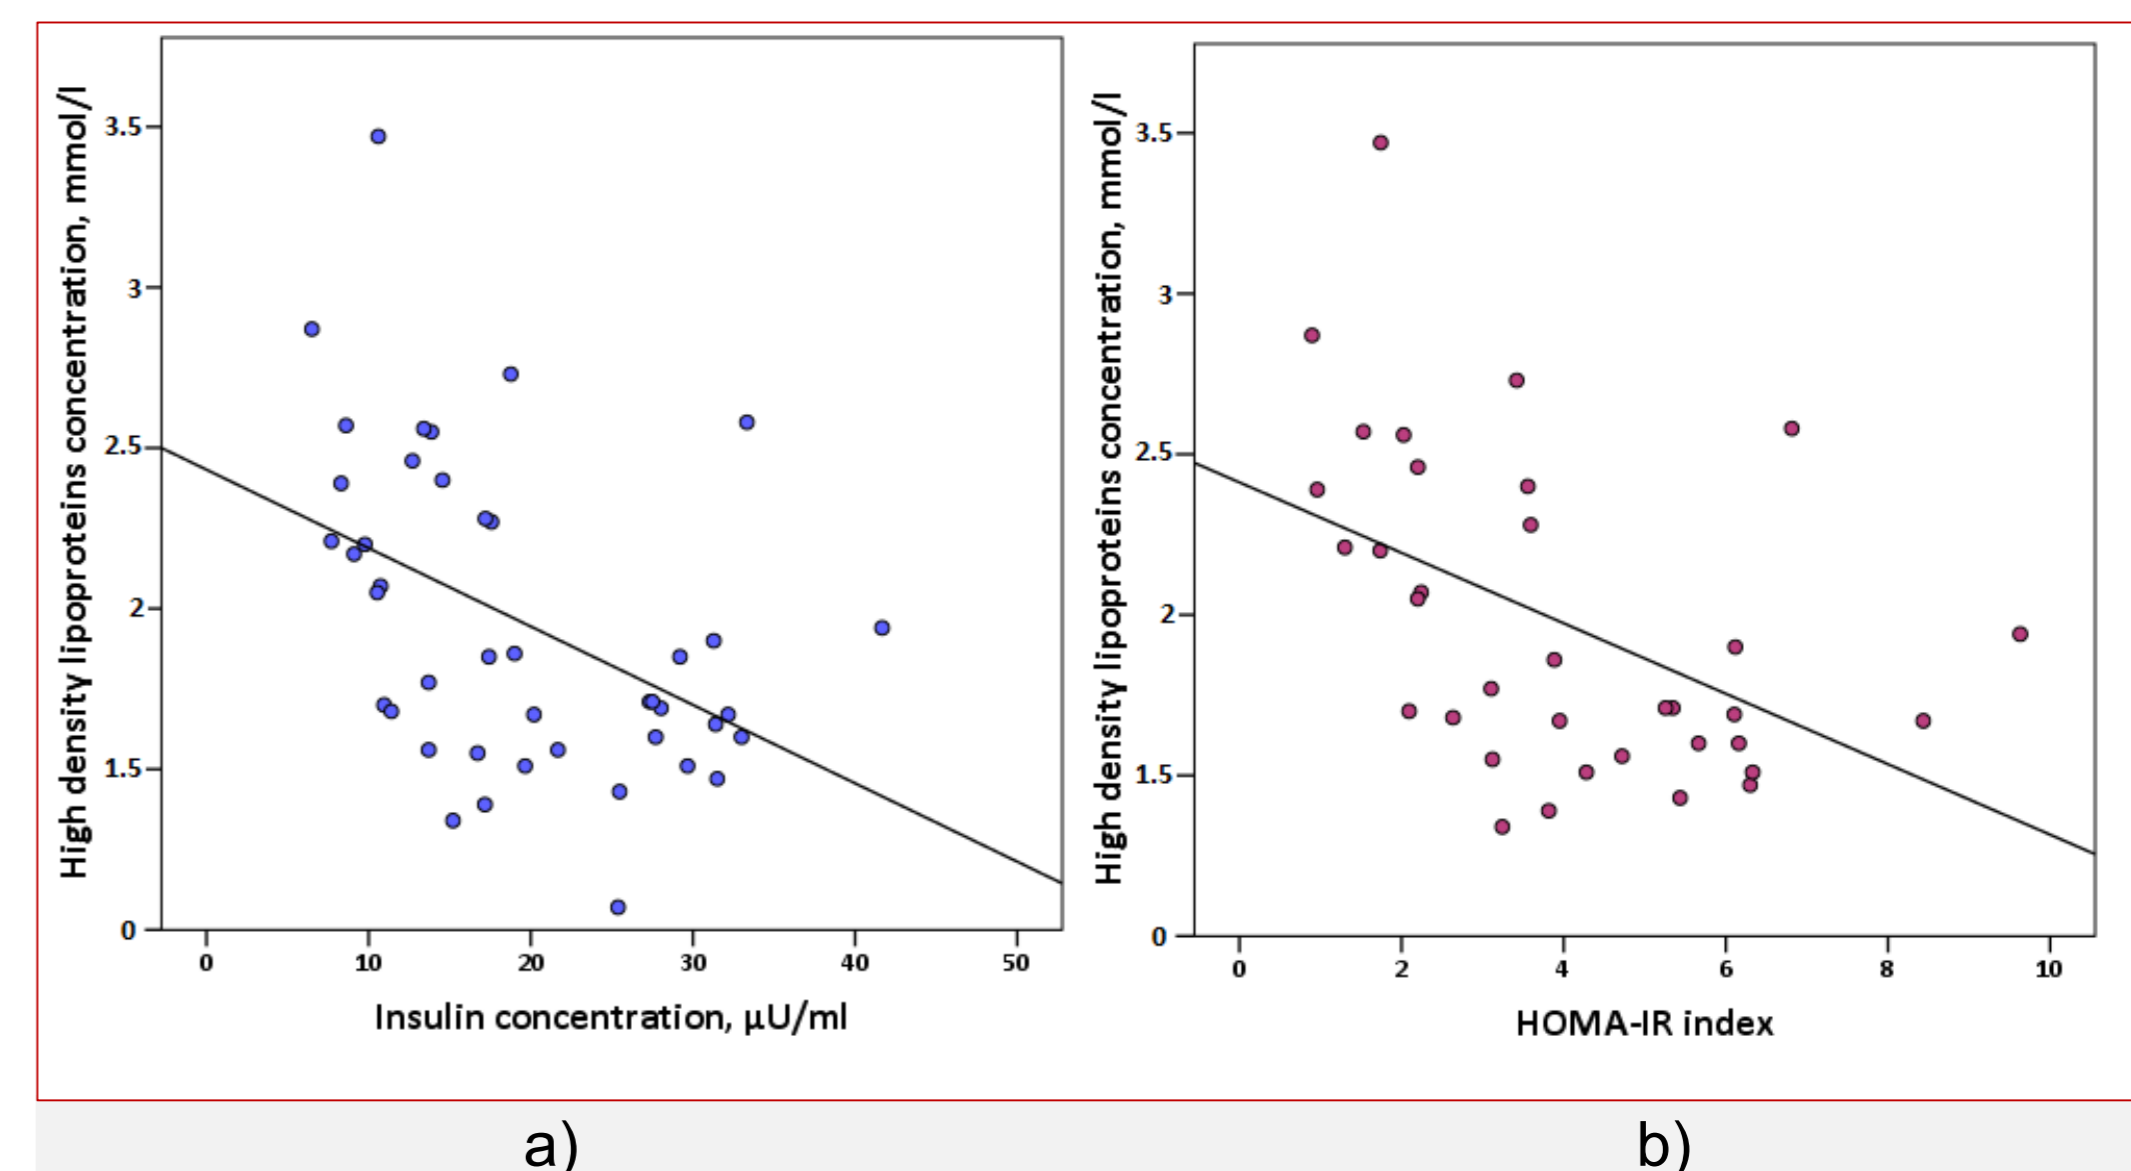 High density lipoproteins concentration, mmol/l
3.5
3
2.5
2
1.5
0
0 10 20 30 40 50
Insulin concentration, µU/ml
a)
High density lipoproteins concentration, mmol/l
3.5
3
2.5
2
1.5
0
0 2 4 6 8 10
HOMA-IR index
b)